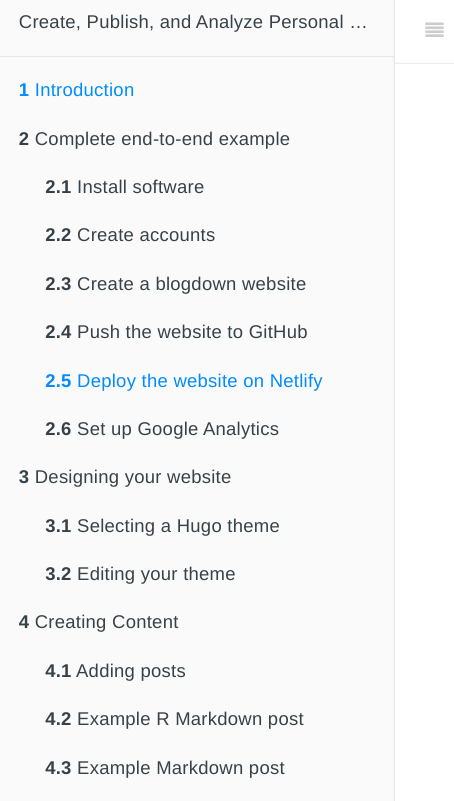 Create, Publish, and Analyze Personal …
1 Introduction
2 Complete end-to-end example
2.1 Install software
2.2 Create accounts
2.3 Create a blogdown website
2.4 Push the website to GitHub
2.5 Deploy the website on Netlify
2.6 Set up Google Analytics
3 Designing your website
3.1 Selecting a Hugo theme
3.2 Editing your theme
4 Creating Content
4.1 Adding posts
4.2 Example R Markdown post
4.3 Example Markdown post